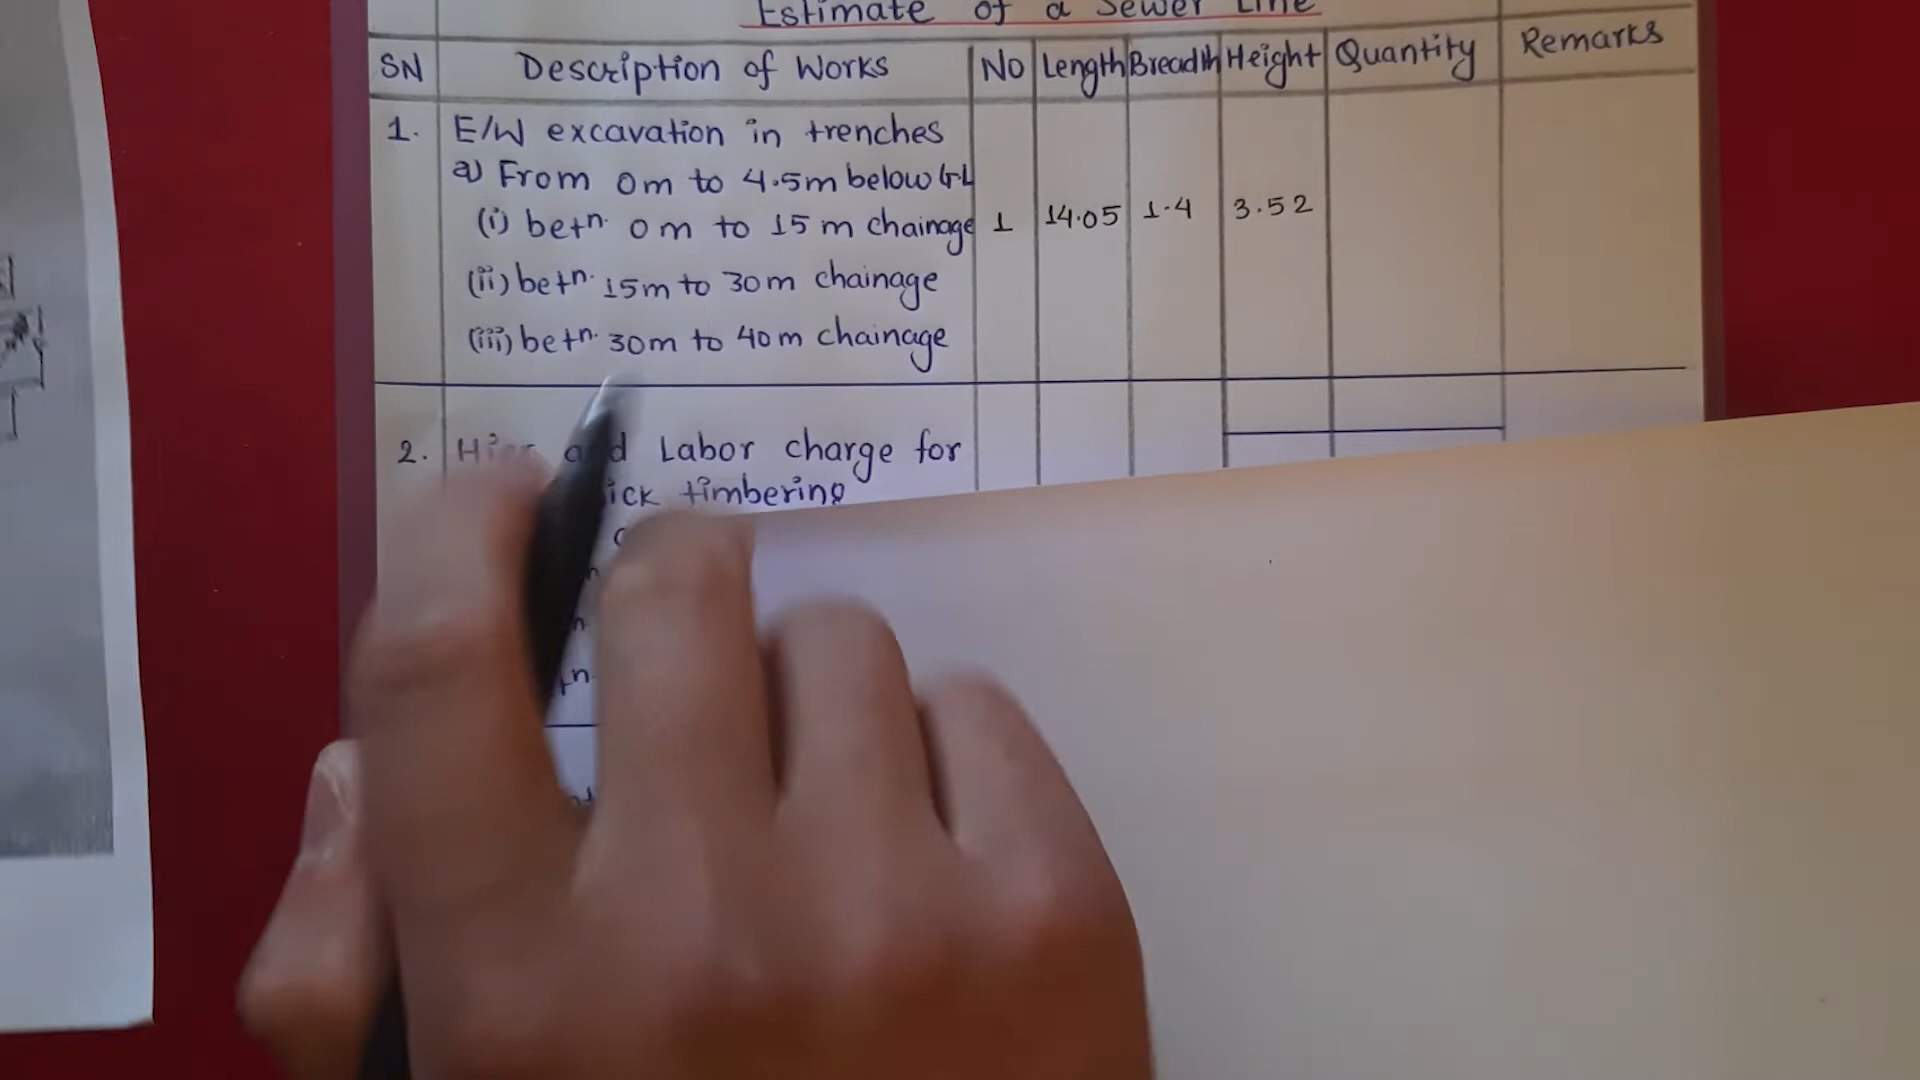 Estimate of a Sewer Line
SN Description of Works No Length Breadth Height Quantity Remarks
1. E/W excavation in trenches
a) From 0m to 4.5m below G.L
(i) betn. 0m to 15m chainage 1 14.05 1.4 3.52
(ii) betn. 15m to 30m chainage
(iii) betn. 30m to 40m chainage
2. Labor charge for
timbering